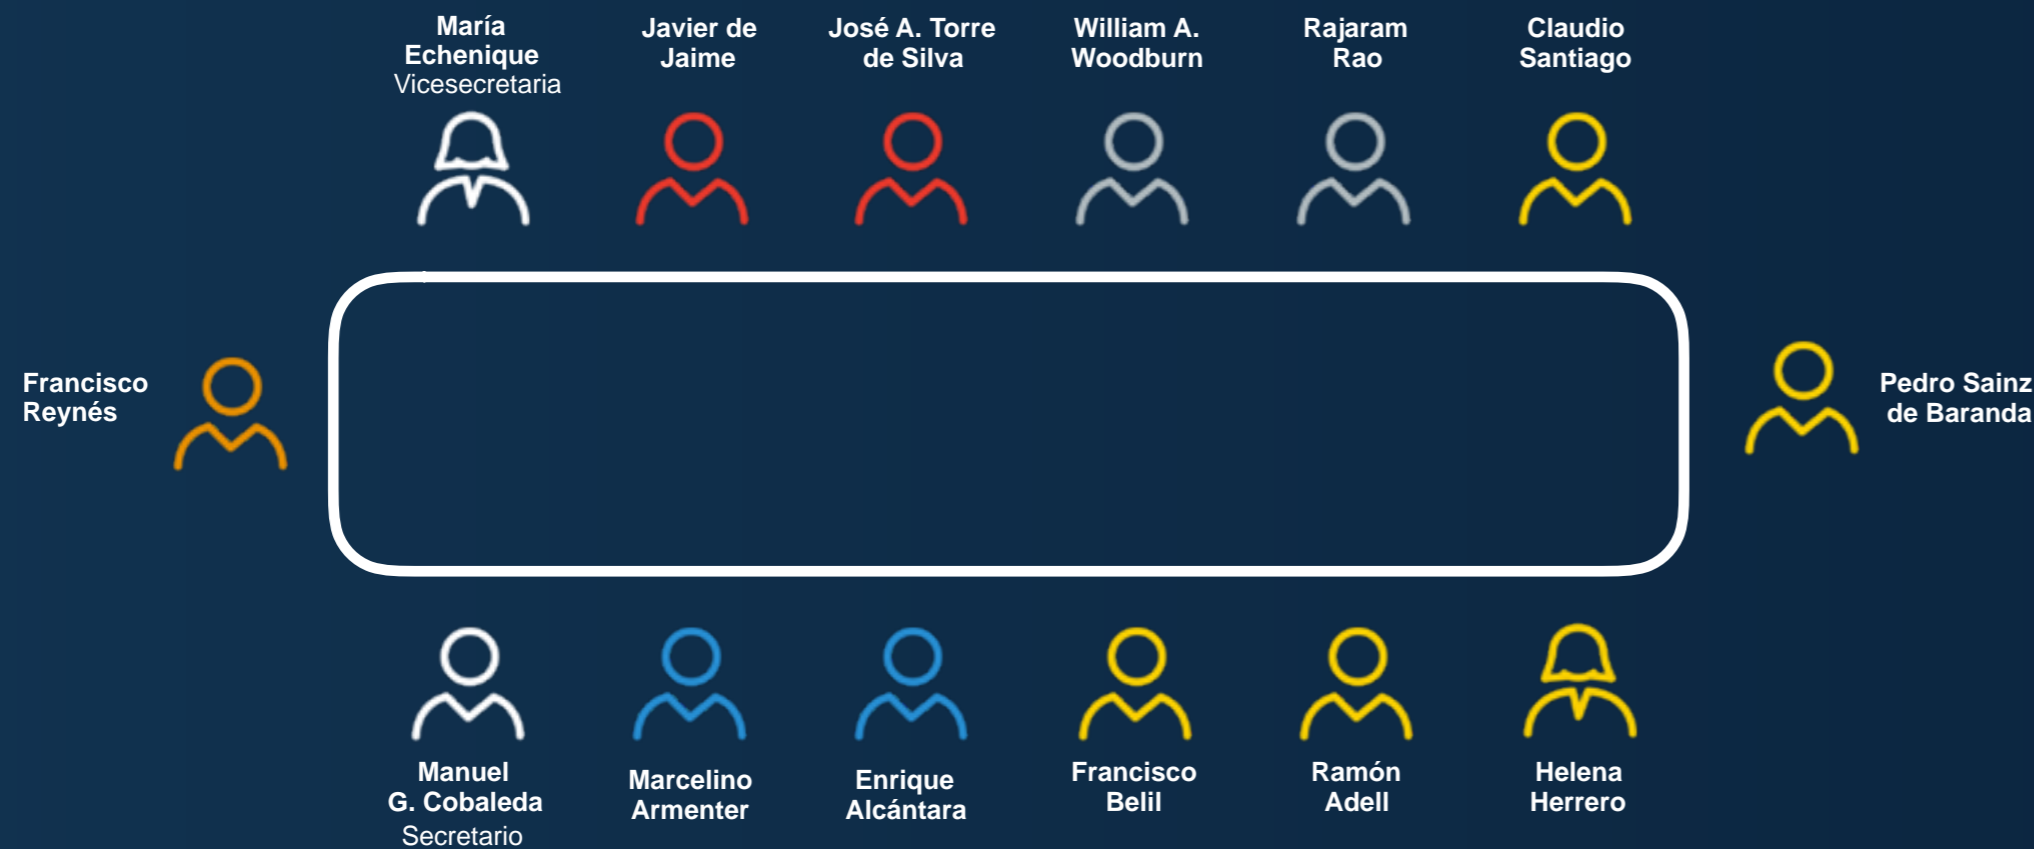 María
Echenique
Vicesecretaria
Javier de
Jaime
José A. Torre
de Silva
William A.
Woodburn
Rajaram
Rao
Claudio
Santiago
Francisco
Reynés
Pedro Sainz
de Baranda
Manuel
G. Cobaleda
Secretario
Marcelino
Armenter
Enrique
Alcántara
Francisco
Belil
Ramón
Adell
Helena
Herrero